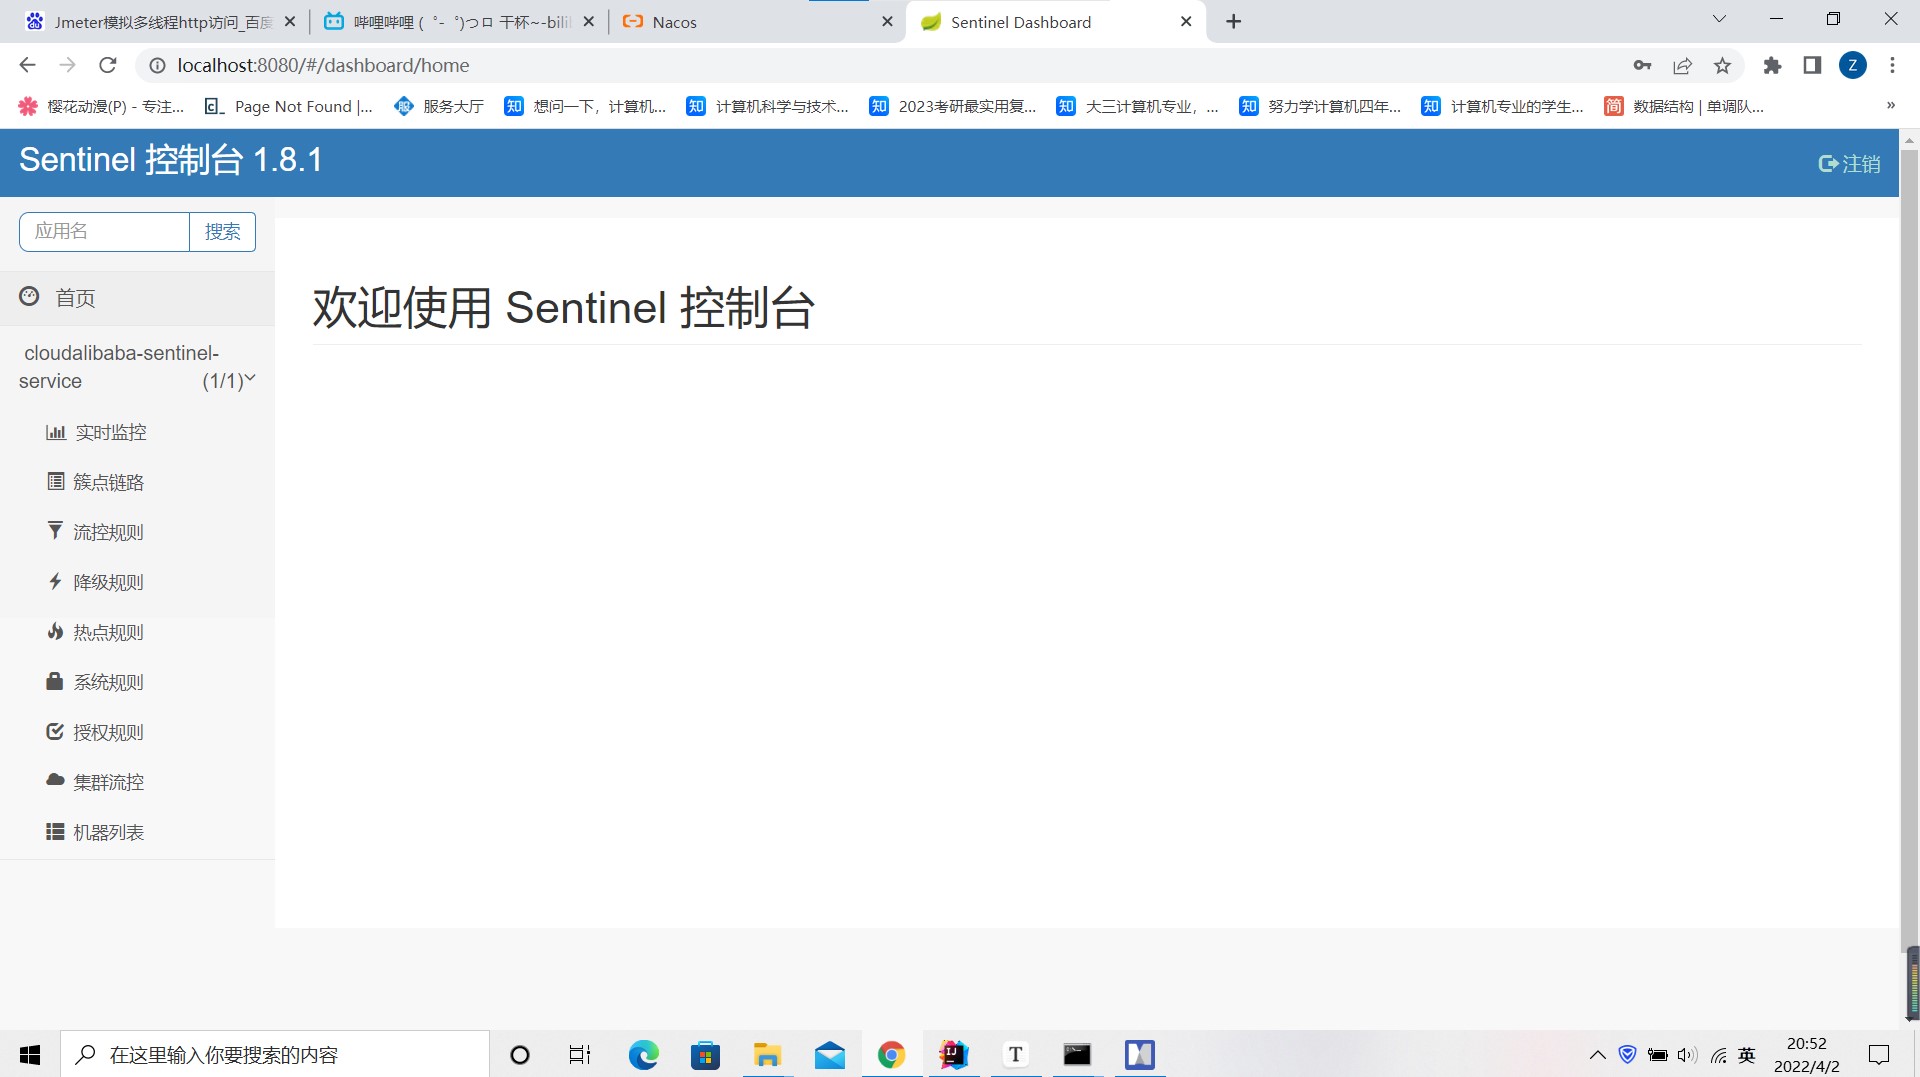 Jmeter模拟多线程http访问_百度
哔哩哔哩 (゜-゜)つロ 干杯~-bili
Nacos
Sentinel Dashboard
localhost:8080/#/dashboard/home
Z
樱花动漫(P) - 专注...
Page Not Found |...
服务大厅
知 想问一下，计算机...
知 计算机科学与技术...
知 2023考研最实用复...
知 大三计算机专业，...
知 努力学计算机四年...
知 计算机专业的学生...
简 数据结构 | 单调队...
»
Sentinel 控制台 1.8.1
注销
应用名
搜索
首页
欢迎使用 Sentinel 控制台
cloudalibaba-sentinel-
service (1/1)
实时监控
簇点链路
流控规则
降级规则
热点规则
系统规则
授权规则
集群流控
机器列表
在这里输入你要搜索的内容
英
20:52
2022/4/2